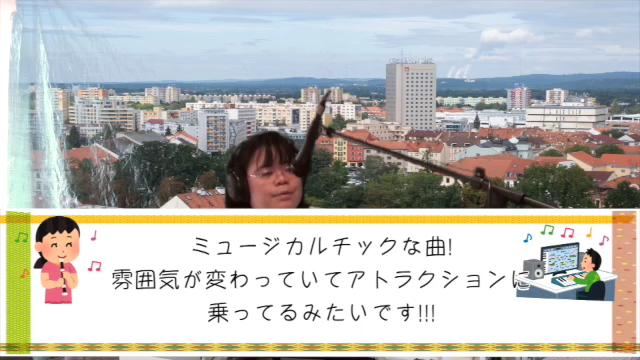 ミュージカルチックな曲!
雰囲気が変わっていてアトラクションに
乗ってるみたいです!!!